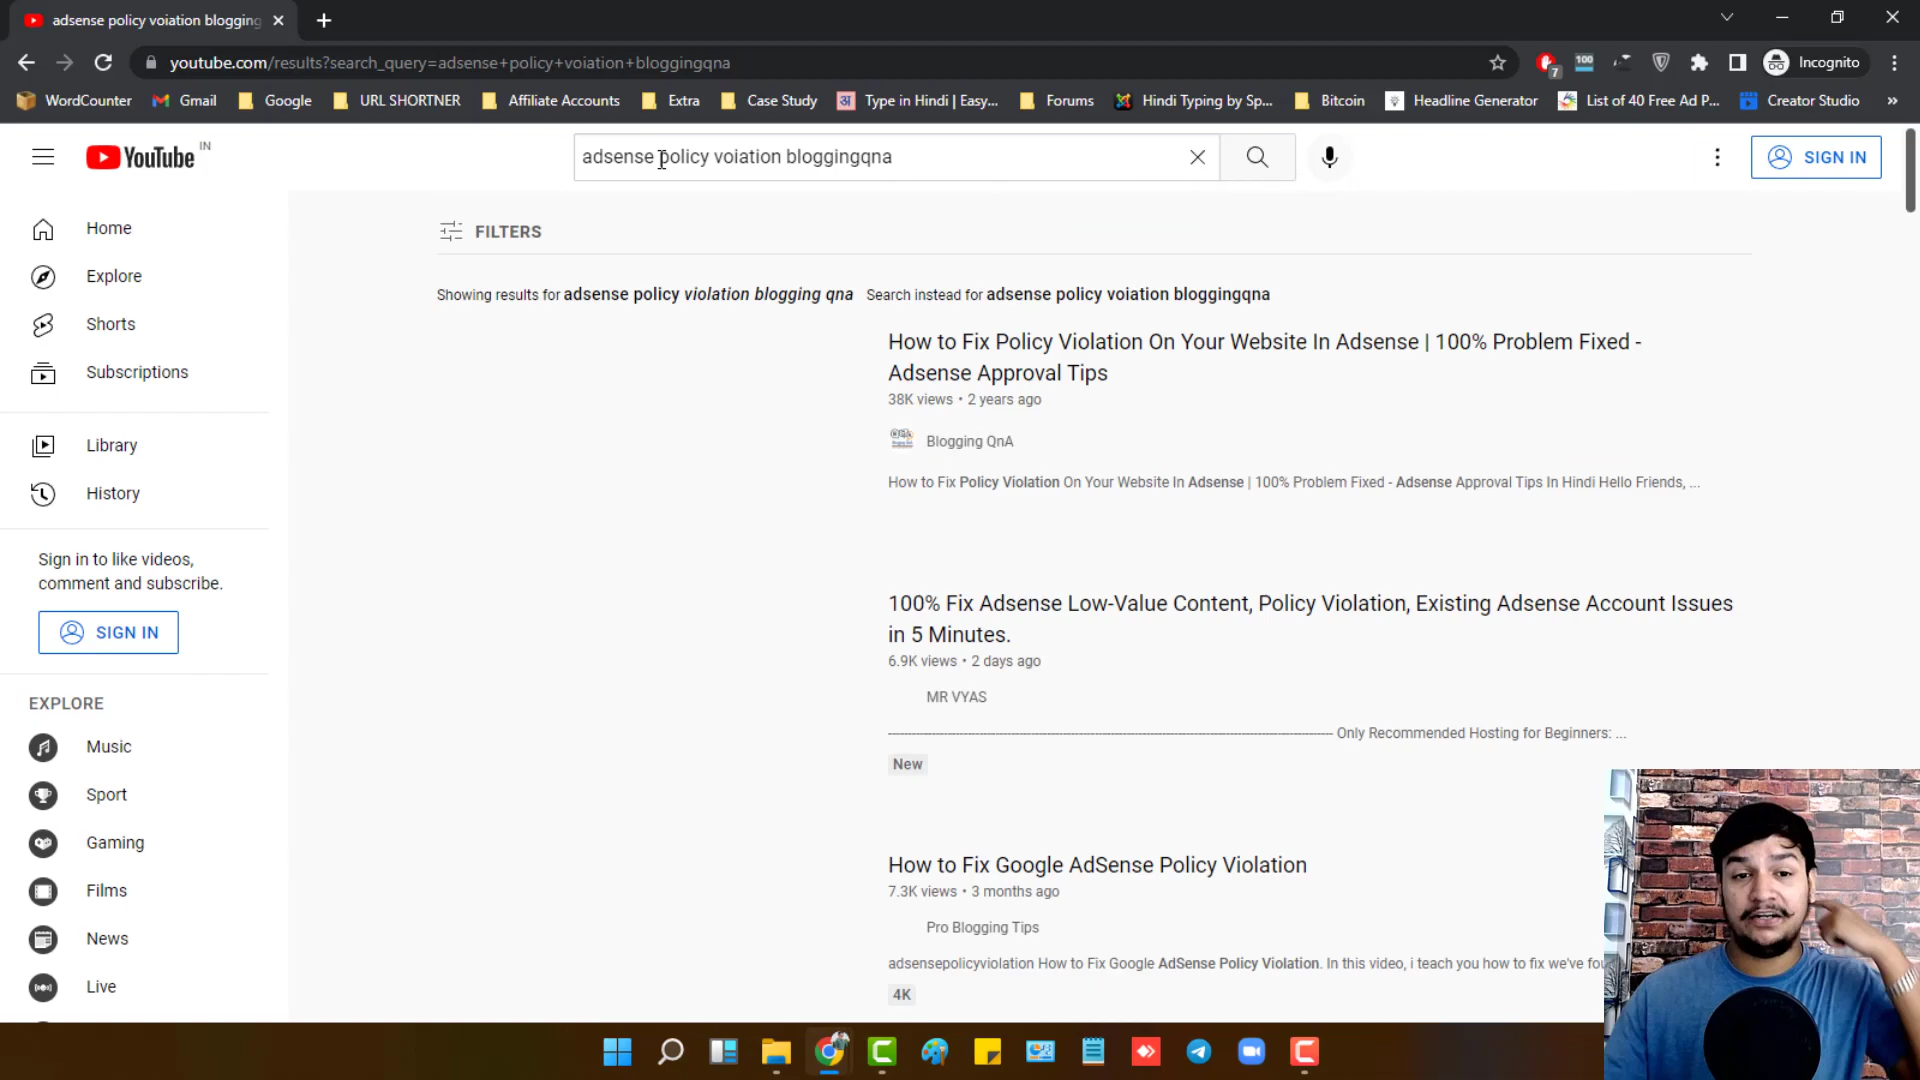 adsense policy voiation blogging
youtube.com/results?search_query=adsense+policy+voiation+bloggingqna
7
100
Incognito
WordCounter
Gmail
Google
URL SHORTNER
Affiliate Accounts
Extra
Case Study
Type in Hindi | Easy...
Forums
Hindi Typing by Sp...
Bitcoin
Headline Generator
List of 40 Free Ad P...
Creator Studio
»
YouTube IN
adsense policy voiation bloggingqna
SIGN IN
Home
Explore
Shorts
Subscriptions
Library
History
Sign in to like videos,
comment and subscribe.
SIGN IN
EXPLORE
Music
Sport
Gaming
Films
News
Live
FILTERS
Showing results for adsense policy violation blogging qna Search instead for adsense policy voiation bloggingqna
How to Fix Policy Violation On Your Website In Adsense | 100% Problem Fixed -
Adsense Approval Tips
38K views • 2 years ago
Blogging QnA
How to Fix Policy Violation On Your Website In Adsense | 100% Problem Fixed - Adsense Approval Tips In Hindi Hello Friends, ...
100% Fix Adsense Low-Value Content, Policy Violation, Existing Adsense Account Issues
in 5 Minutes.
6.9K views • 2 days ago
MR VYAS
Only Recommended Hosting for Beginners: ...
New
How to Fix Google AdSense Policy Violation
7.3K views • 3 months ago
Pro Blogging Tips
adsensepolicyviolation How to Fix Google AdSense Policy Violation. In this video, i teach you how to fix we've fou
4K